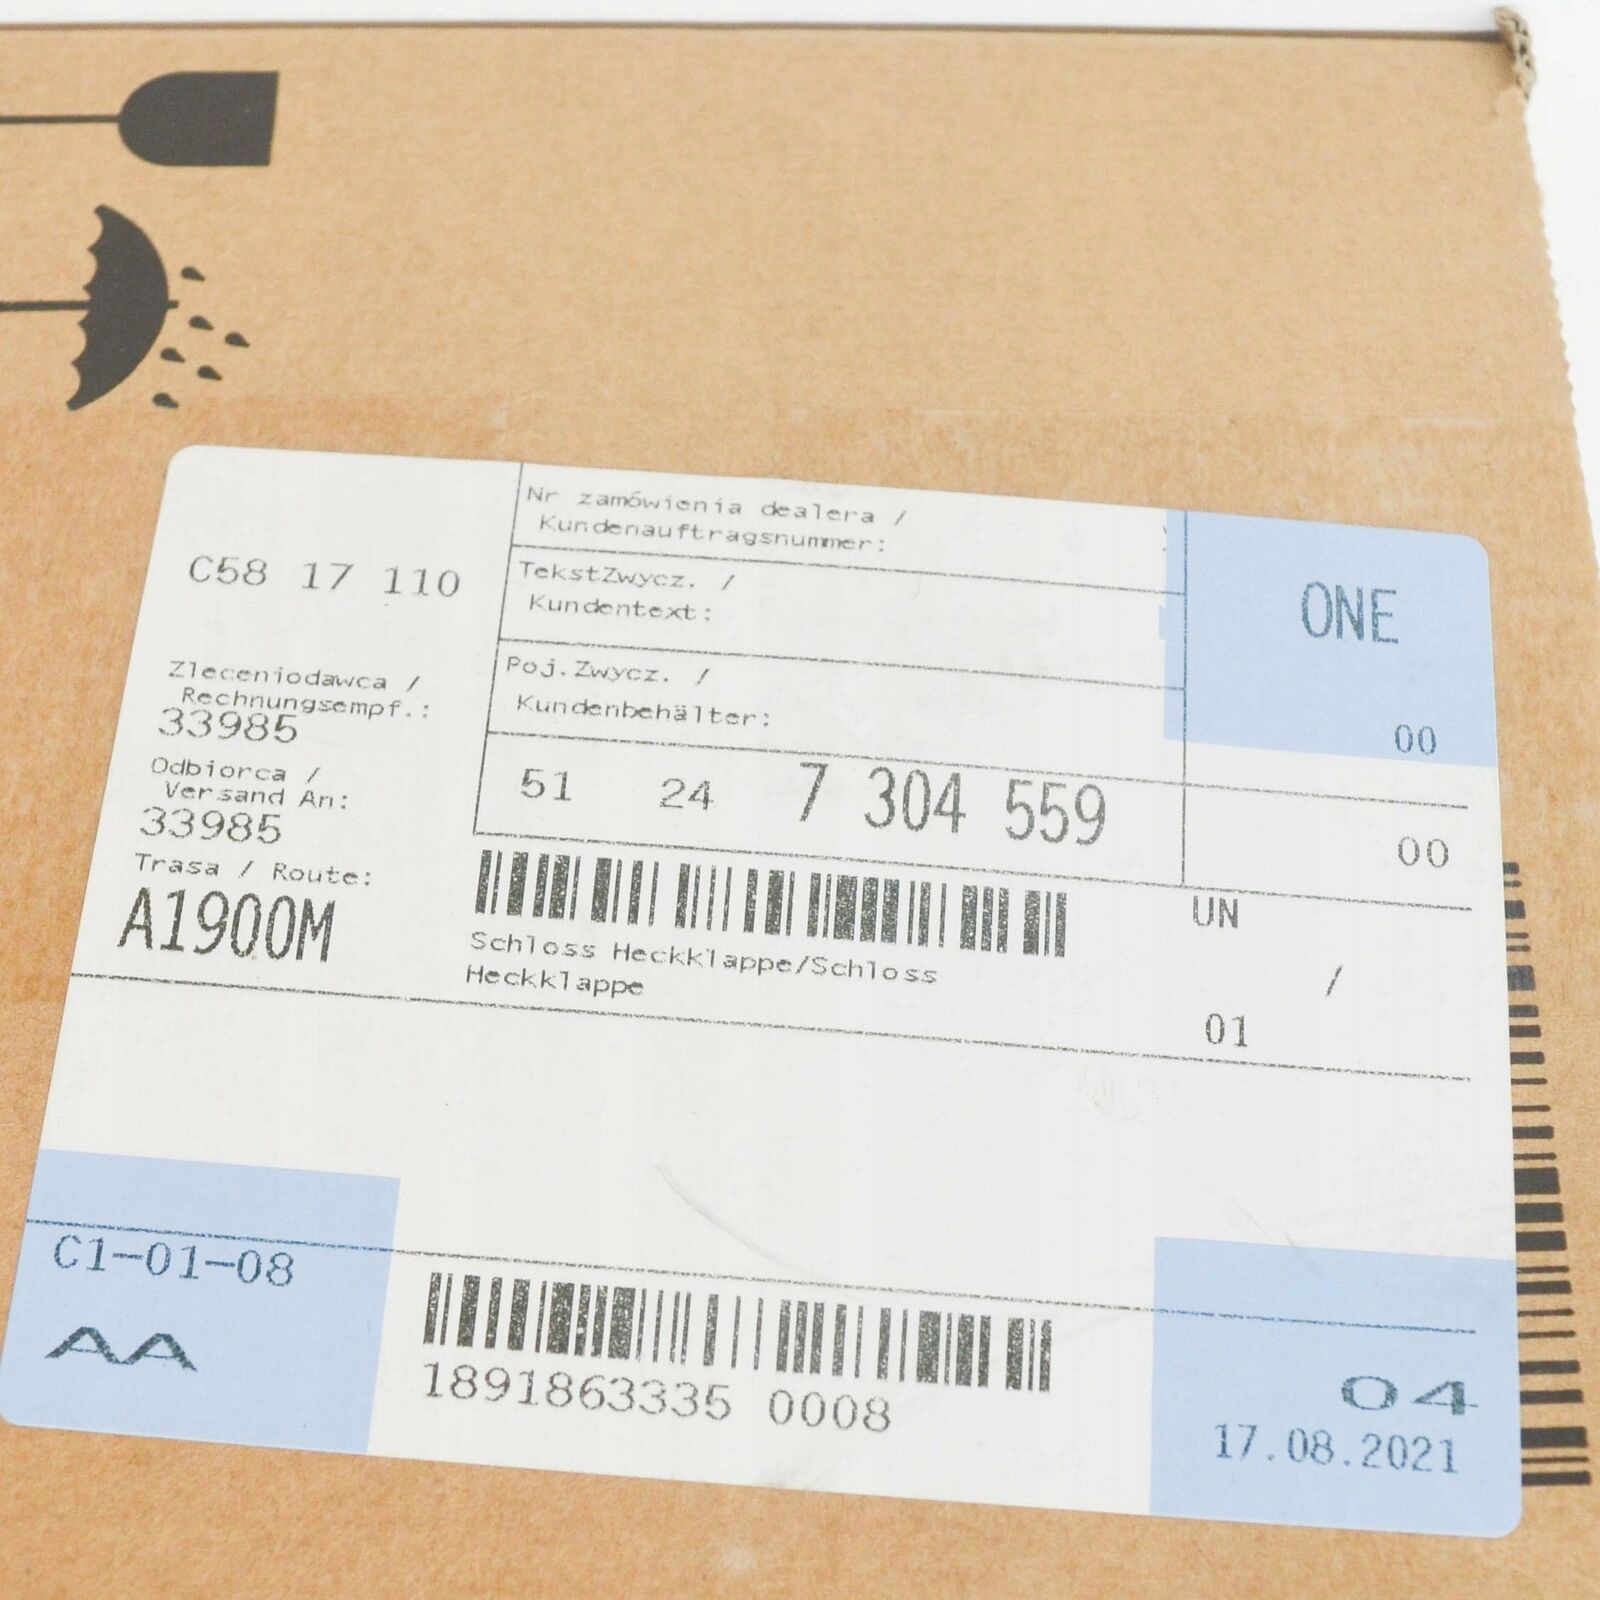 Nr zamówienia dealera /
Kundenauftragsnummer:
C58 17 110
TekstZwycz. /
Kundentext:
ONE
Zleceniodawca /
Rechnungsempf.:
33985
Poj.Zwycz. /
Kundenbehälter:
00
Odbiorca /
Versand An:
33985
51 24 7 304 559
00
Trasa / Route:
A1900M
UN
Schloss Heckklappe/Schloss
Heckklappe
/
01
C1-01-08
AA
1891863335 0008
04
17.08.2021